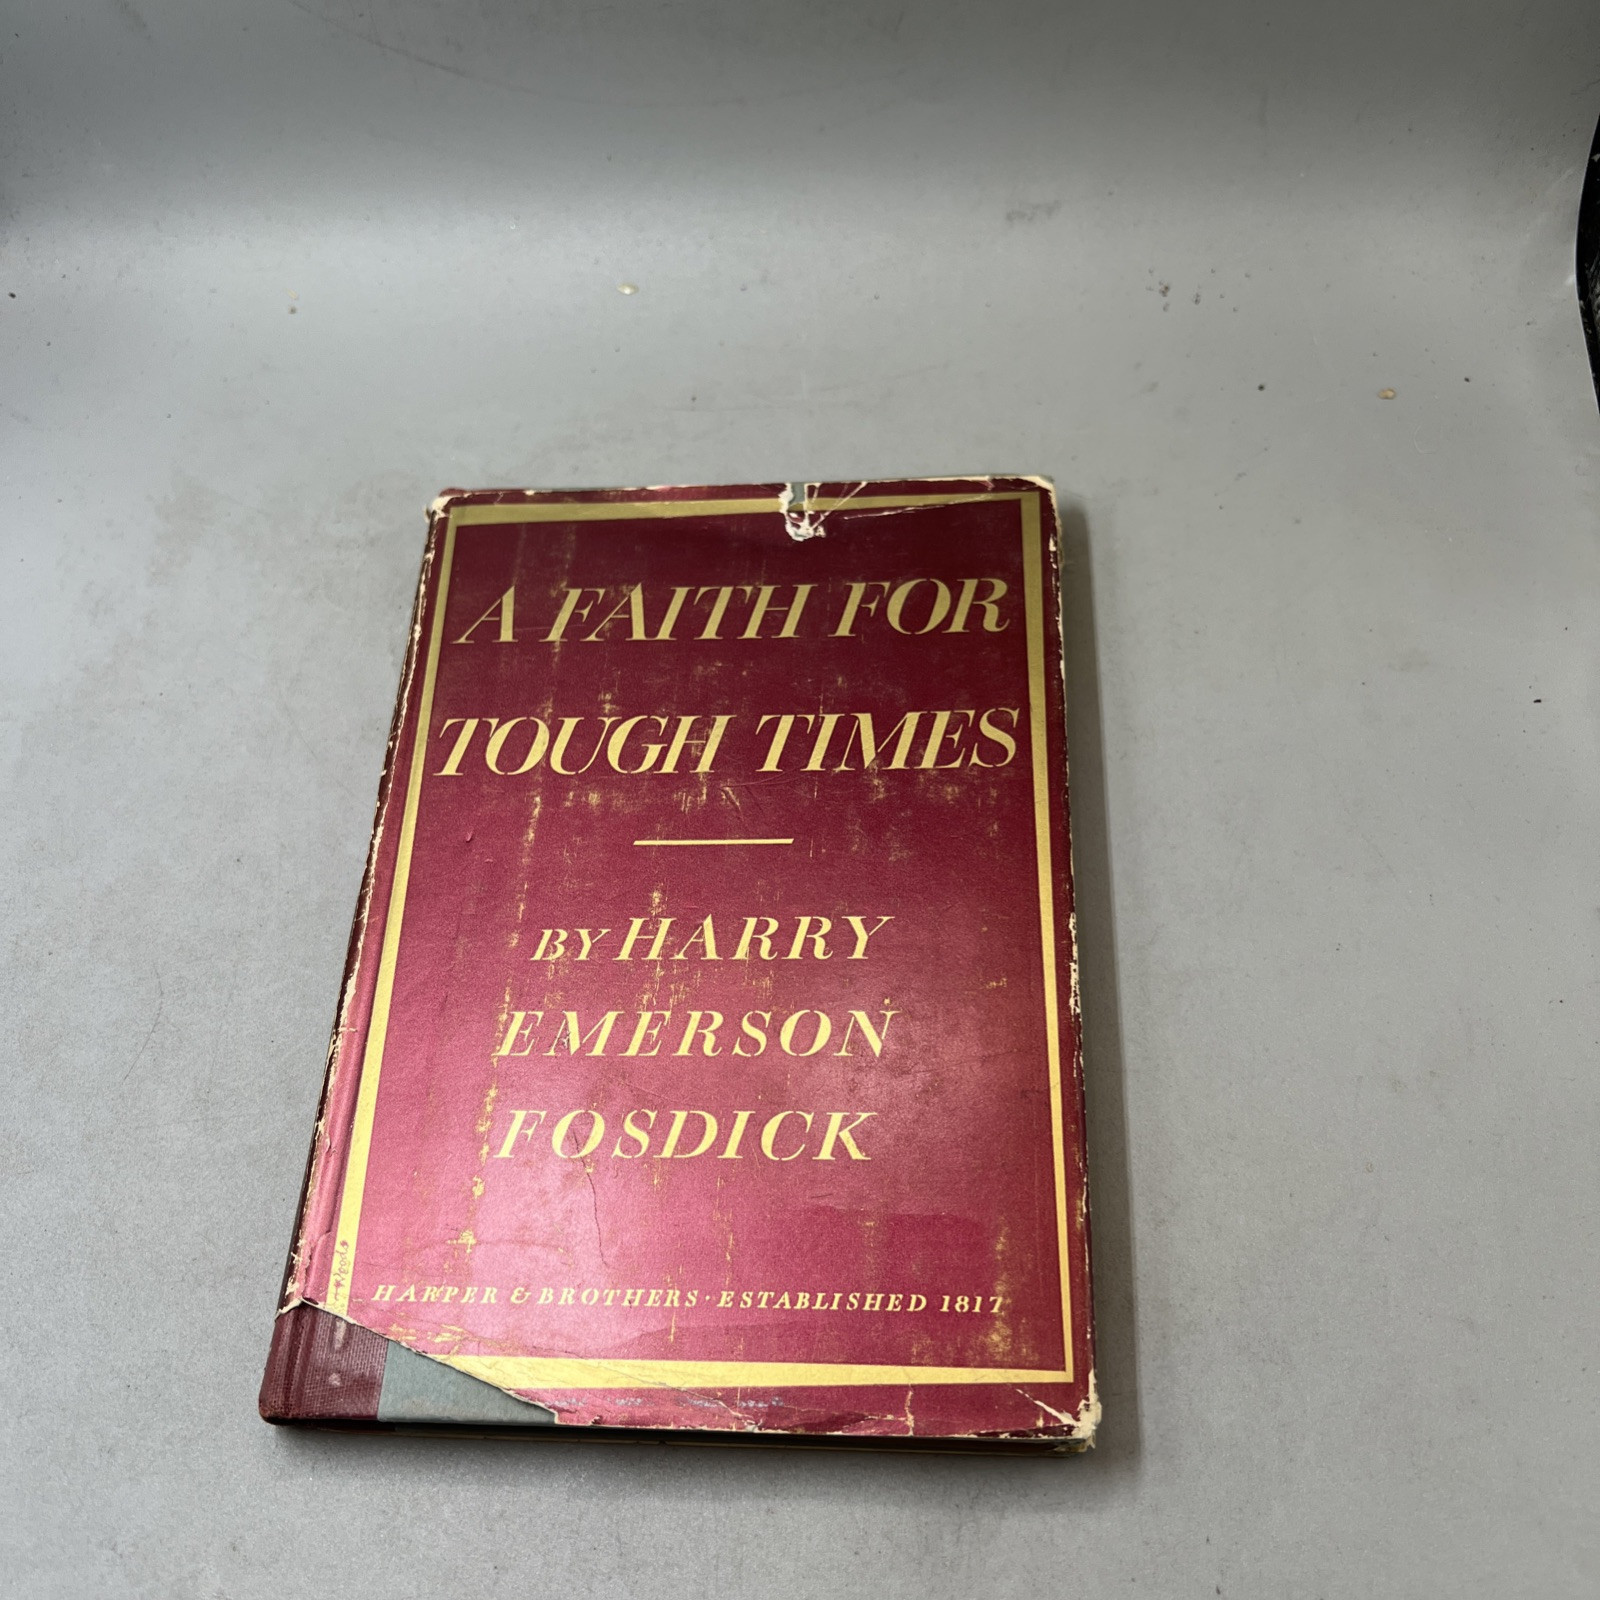 A FAITH FOR
TOUGH TIMES
BY HARRY
EMERSON
FOSDICK
HARPER & BROTHERS · ESTABLISHED 1817